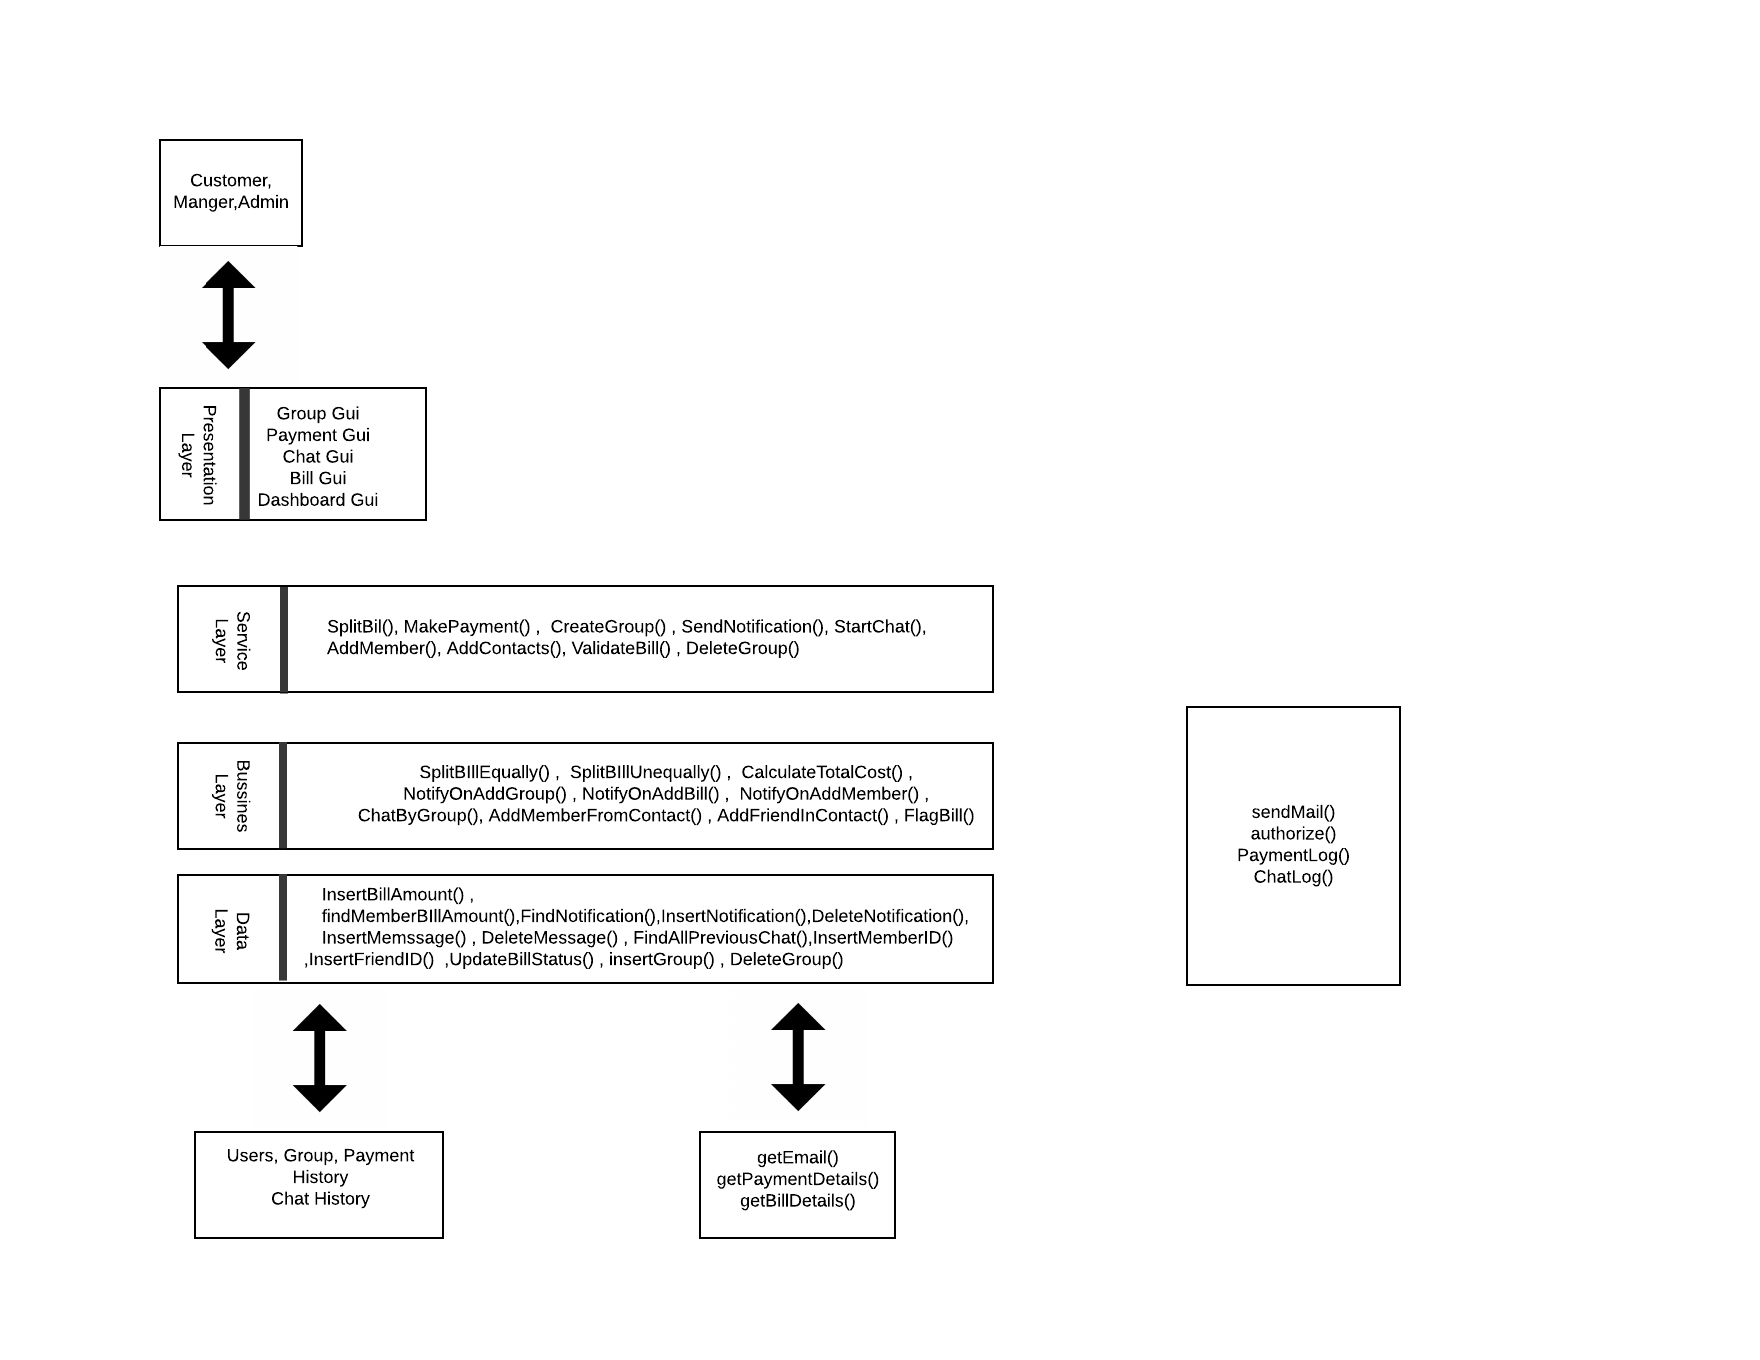 Customer,
Manger,Admin
Presentation
Layer
Group Gui
Payment Gui
Chat Gui
Bill Gui
Dashboard Gui
Service
Layer
SplitBil(), MakePayment() ,  CreateGroup() , SendNotification(), StartChat(),
AddMember(), AddContacts(), ValidateBill() , DeleteGroup()
Bussines
Layer
SplitBIllEqually() ,  SplitBIllUnequally() ,  CalculateTotalCost() ,
NotifyOnAddGroup() , NotifyOnAddBill() ,  NotifyOnAddMember() ,
ChatByGroup(), AddMemberFromContact() , AddFriendInContact() , FlagBill()
Data
Layer
InsertBillAmount() ,
findMemberBIllAmount(),FindNotification(),InsertNotification(),DeleteNotification(),
InsertMemssage() , DeleteMessage() , FindAllPreviousChat(),InsertMemberID()
,InsertFriendID()  ,UpdateBillStatus() , insertGroup() , DeleteGroup()
sendMail()
authorize()
PaymentLog()
ChatLog()
Users, Group, Payment
History
Chat History
getEmail()
getPaymentDetails()
getBillDetails()